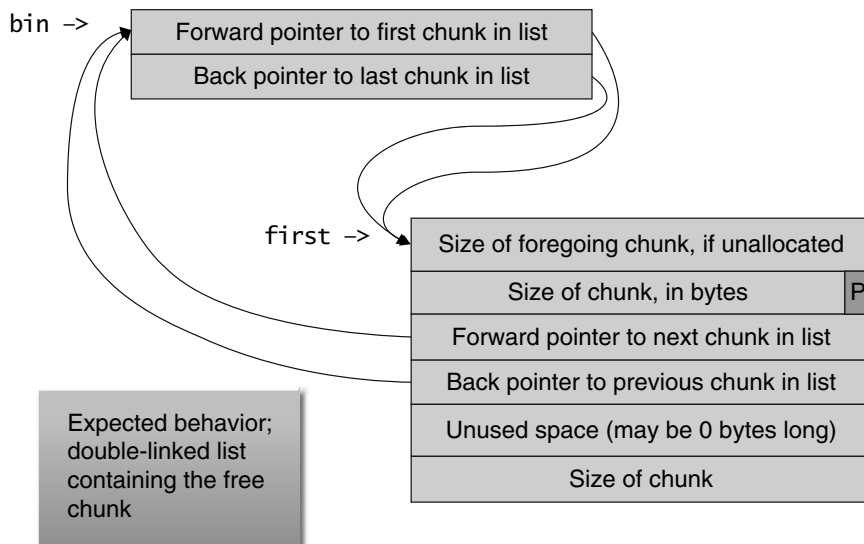 bin ->
Forward pointer to first chunk in list
Back pointer to last chunk in list
first ->
Size of foregoing chunk, if unallocated
Size of chunk, in bytes
P
Forward pointer to next chunk in list
Back pointer to previous chunk in list
Unused space (may be 0 bytes long)
Size of chunk
Expected behavior;
double-linked list
containing the free
chunk